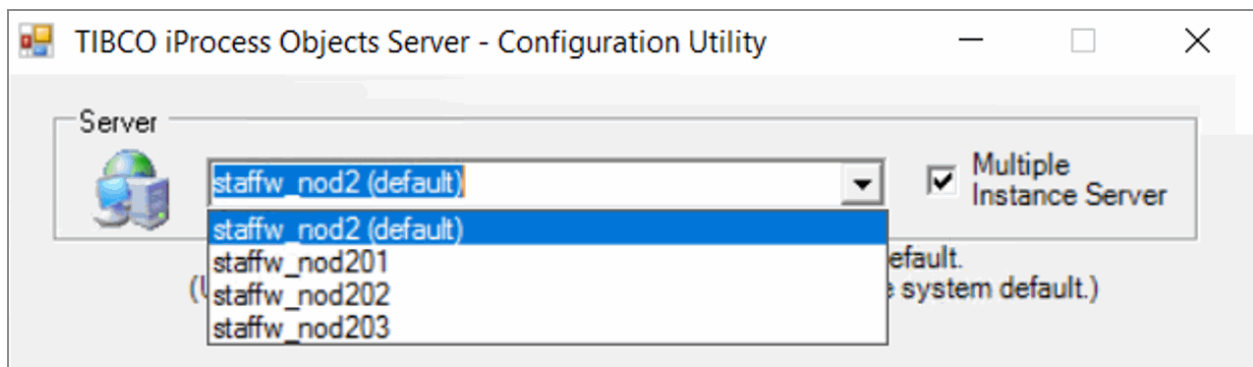 TIBCO iProcess Objects Server - Configuration Utility
Server
staffw_nod2 (default)
Multiple
Instance Server
staffw_nod2 (default)
staffw_nod201
staffw_nod202
staffw_nod203
system default.)